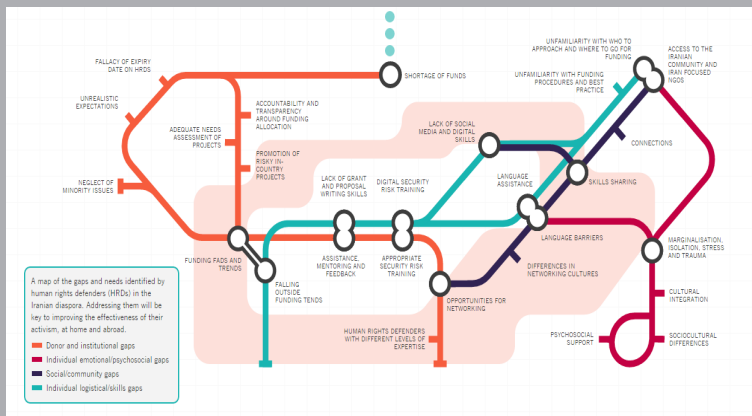 FALLACY OF EXPIRY
DATE ON HRDS
UNREALISTIC
EXPECTATIONS
ADEQUATE NEEDS
ASSESSMENT OF
PROJECTS
NEGLECT OF
MINORITY ISSUES
ACCOUNTABILITY AND
TRANSPARENCY
AROUND FUNDING
ALLOCATION
PROMOTION OF
RISKY IN-
COUNTRY
PROJECTS
SHORTAGE OF FUNDS
UNFAMILIARITY WITH WHO TO
APPROACH AND WHERE TO GO FOR
FUNDING
UNFAMILIARITY WITH FUNDING
PROCEDURES AND BEST
PRACTICE
ACCESS TO THE
IRANIAN
COMMUNITY AND
IRAN FOCUSED
NGOS
LACK OF SOCIAL
MEDIA AND DIGITAL
SKILLS
CONNECTIONS
LANGUAGE
ASSISTANCE
SKILLS SHARING
LACK OF GRANT
AND PROPOSAL
WRITING SKILLS
DIGITAL SECURITY
RISK TRAINING
LANGUAGE BARRIERS
FUNDING FADS AND
TRENDS
FALLING
OUTSIDE
FUNDING TENDS
ASSISTANCE,
MENTORING AND
FEEDBACK
APPROPRIATE
SECURITY RISK
TRAINING
DIFFERENCES IN
NETWORKING CULTURES
MARGINALISATION,
ISOLATION, STRESS
AND TRAUMA
OPPORTUNITIES FOR
NETWORKING
CULTURAL
INTEGRATION
HUMAN RIGHTS DEFENDERS
WITH DIFFERENT LEVELS OF
EXPERTISE
PSYCHOSOCIAL
SUPPORT
SOCIOCULTURAL
DIFFERENCES
A map of the gaps and needs identified by
human rights defenders (HRDs) in the
Iranian diaspora. Addressing them will be
key to improving the effectiveness of their
activism, at home and abroad.
Donor and institutional gaps
Individual emotional/psychosocial gaps
Social/community gaps
Individual logistical/skills gaps